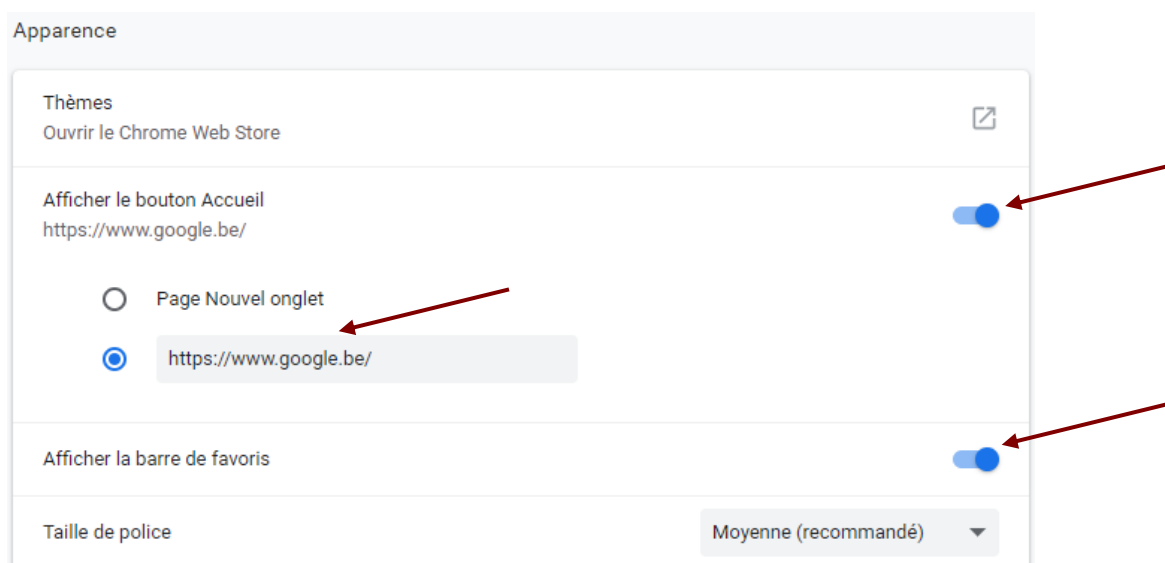 Apparence
Thèmes
Ouvrir le Chrome Web Store
Afficher le bouton Accueil
https://www.google.be/
Page Nouvel onglet
https://www.google.be/
Afficher la barre de favoris
Taille de police
Moyenne (recommandé)